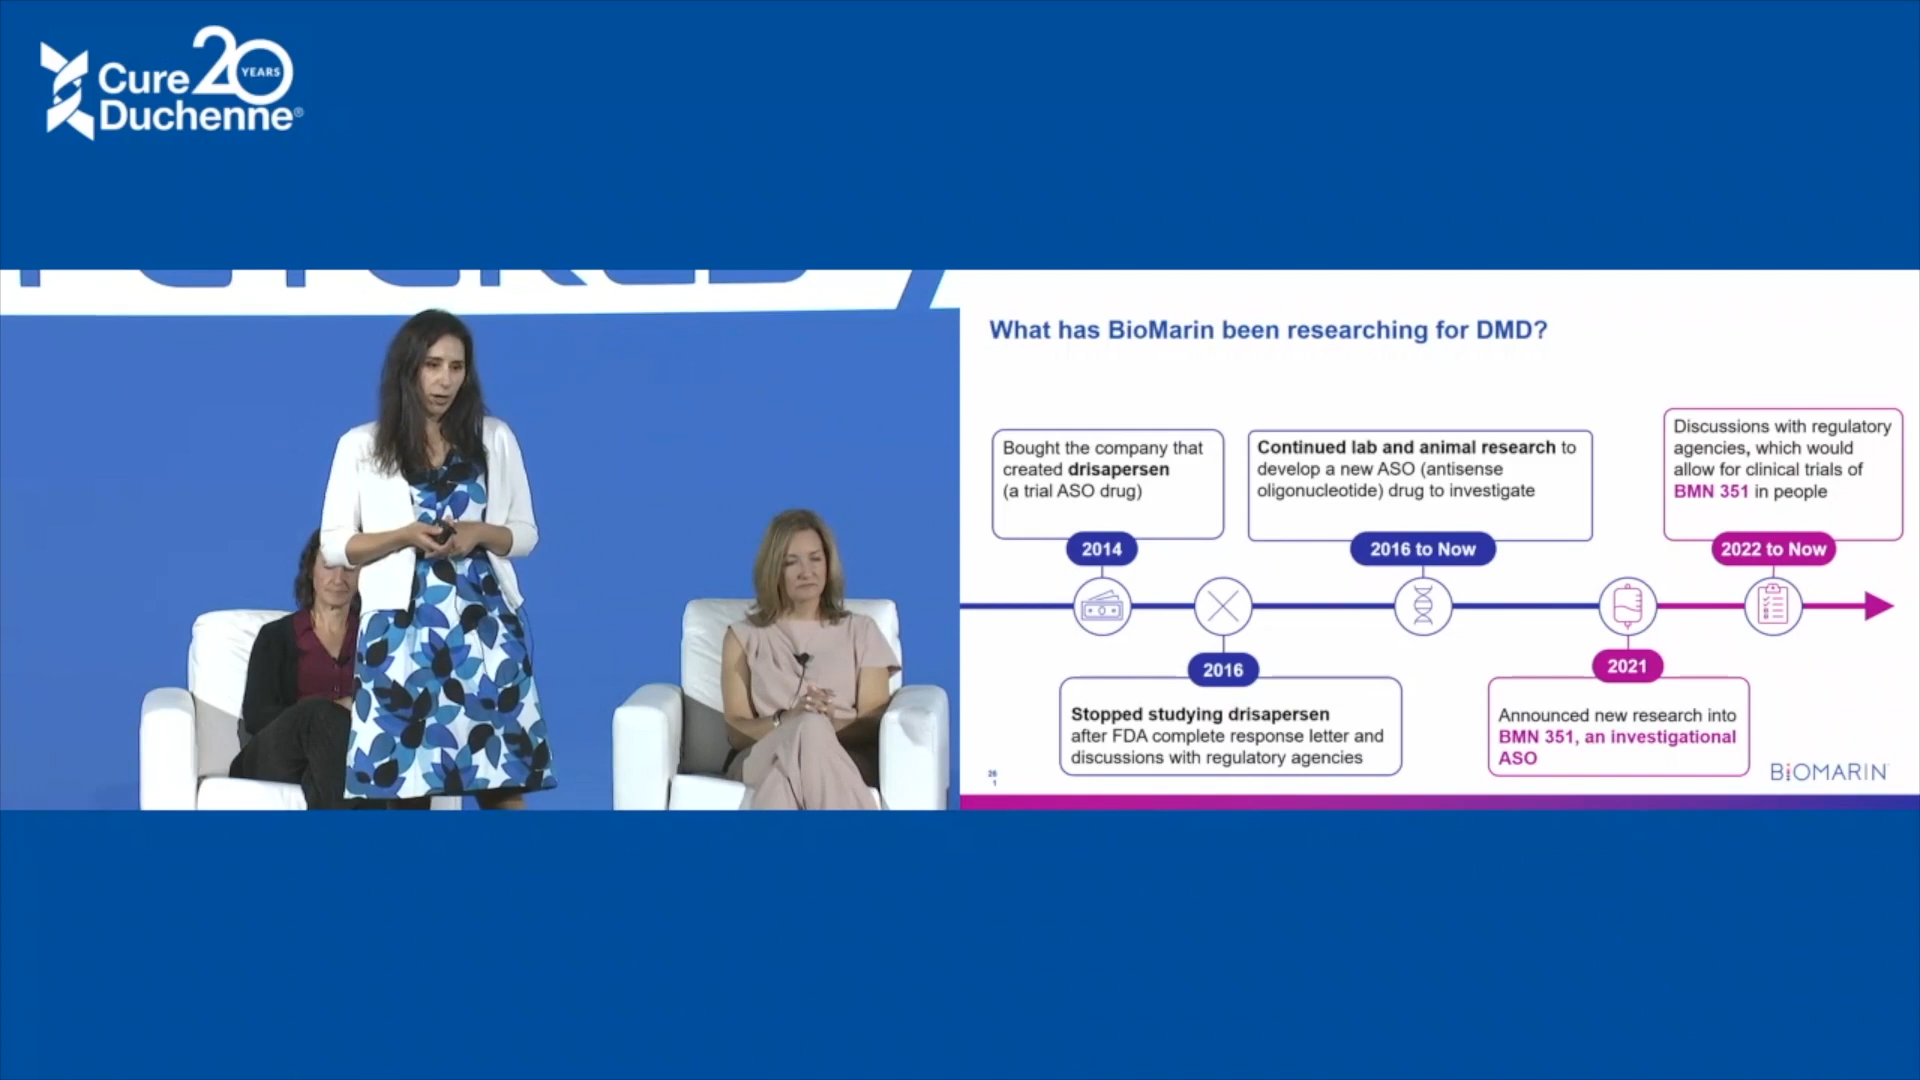 Cure
20
YEARS
Duchenne®
What has BioMarin been researching for DMD?
Bought the company that
created drisapersen
(a trial ASO drug)
2014
Continued lab and animal research to
develop a new ASO (antisense
oligonucleotide) drug to investigate
2016 to Now
Discussions with regulatory
agencies, which would
allow for clinical trials of
BMN 351 in people
2022 to Now
2016
Stopped studying drisapersen
after FDA complete response letter and
discussions with regulatory agencies
2021
Announced new research into
BMN 351, an investigational
ASO
26
1
BIOMARIN